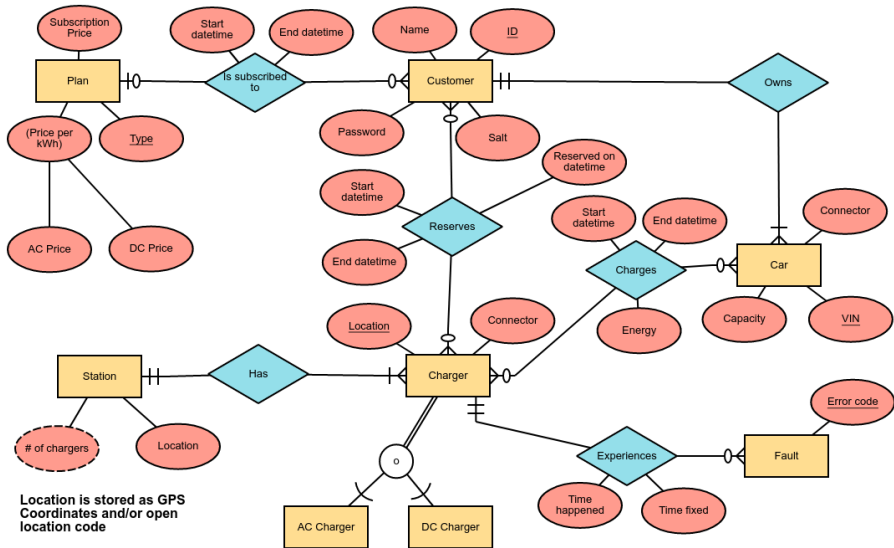 Subscription
Price
Start
datetime
End datetime
Name
ID
Plan
Is subscribed
to
Customer
Owns
(Price per
kWh)
Type
Password
Salt
Reserved on
datetime
Start
datetime
Start
datetime
End datetime
Connector
Reserves
AC Price
DC Price
End datetime
Charges
Car
Location
Connector
Energy
Capacity
VIN
Station
Has
Charger
Error code
# of chargers
Location
o
Experiences
Fault
Time
happened
Time fixed
Location is stored as GPS
Coordinates and/or open
location code
AC Charger
DC Charger